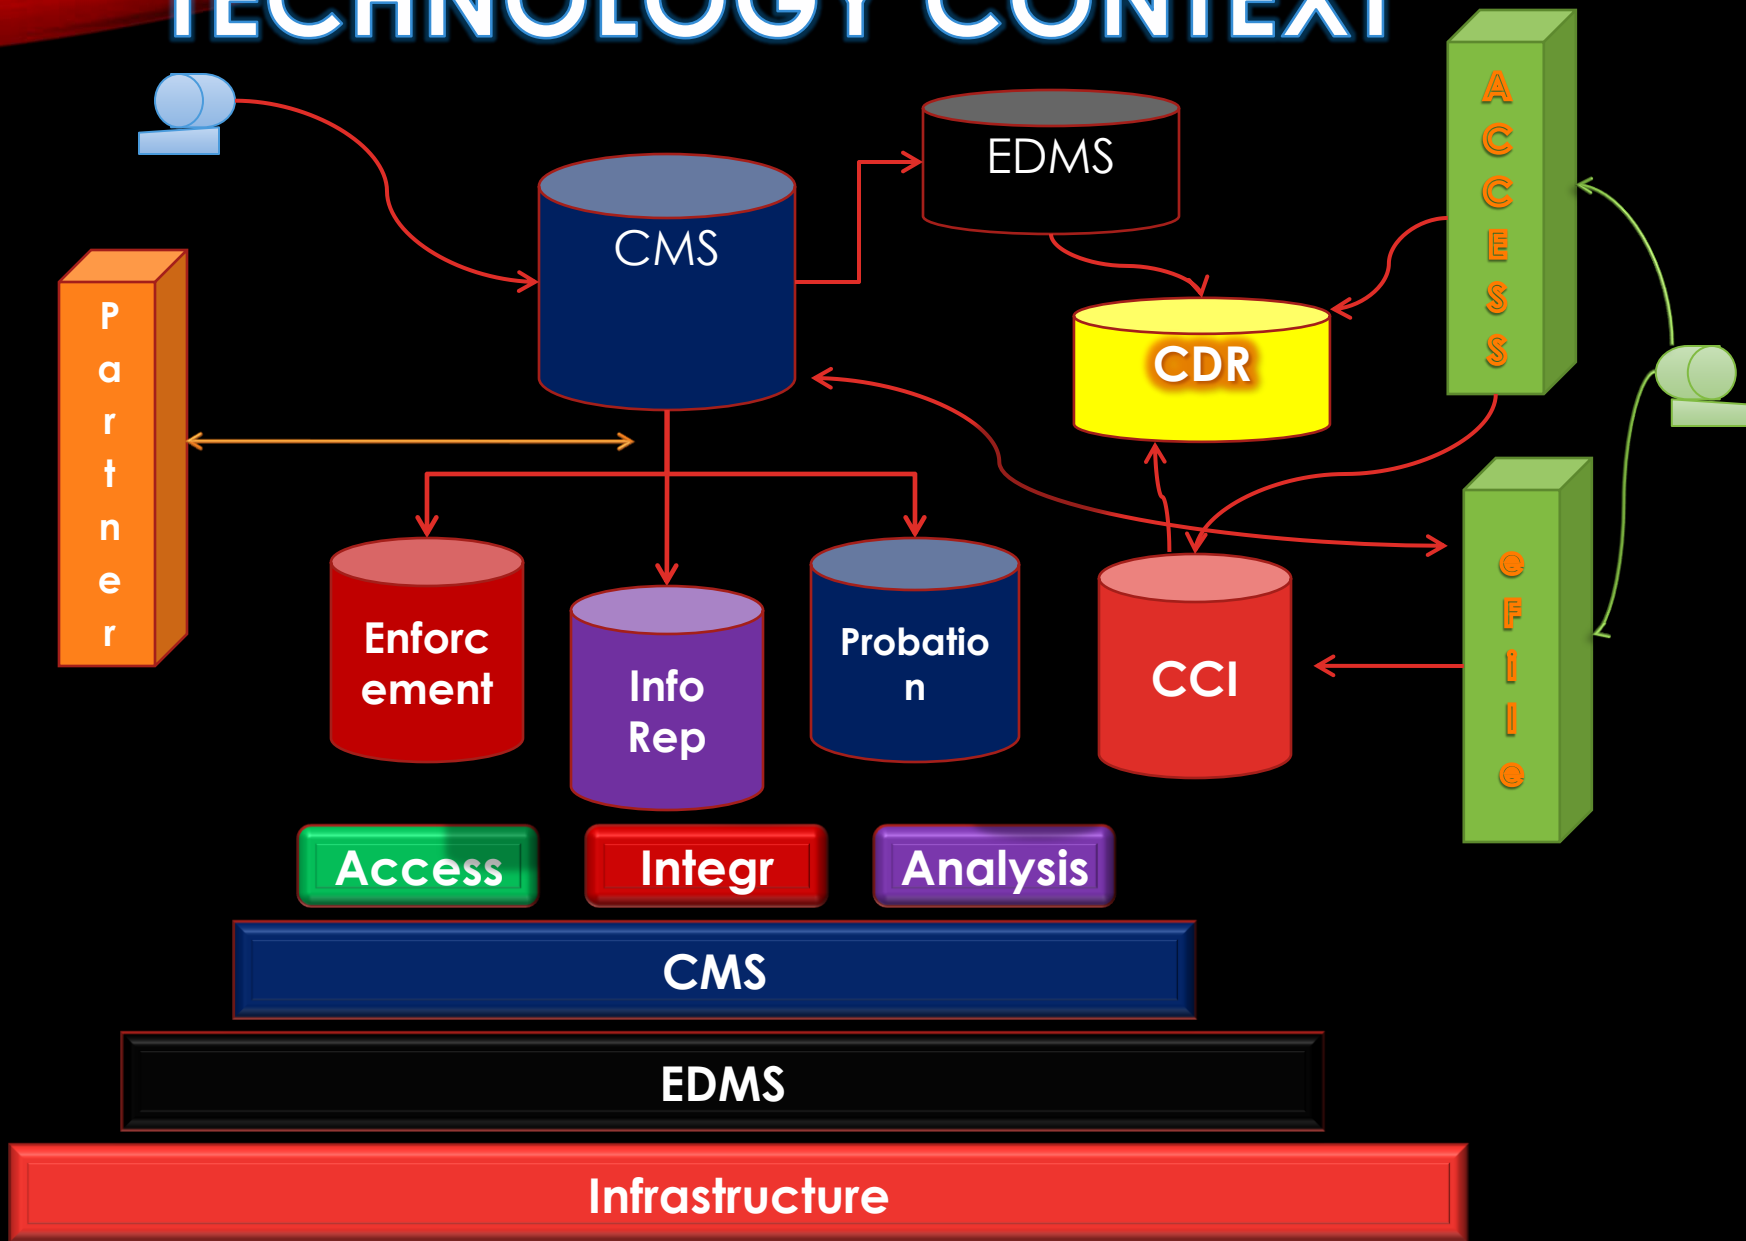 TECHNOLOGY CONTEXT
EDMS
CMS
CDR
A
C
C
E
S
S
P
a
r
t
n
e
r
Enforc
ement
Info
Rep
Probatio
n
CCI
e
F
i
l
e
Access
Integr
Analysis
CMS
EDMS
Infrastructure